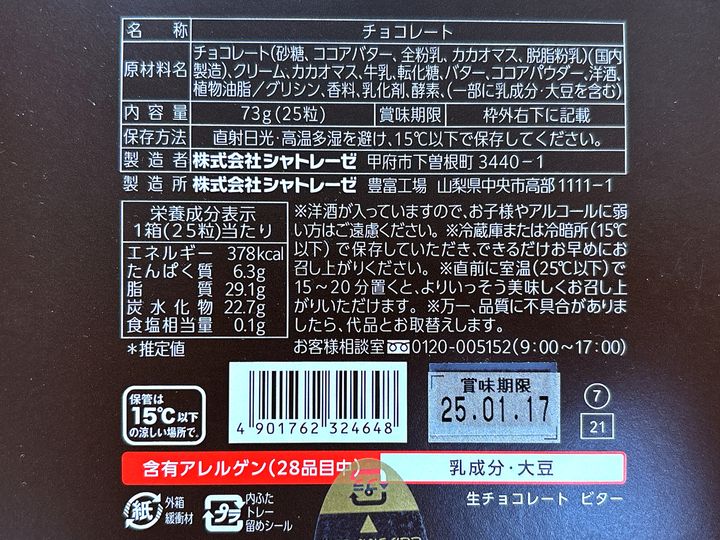 名称 チョコレート
原材料名 チョコレート(砂糖、ココアバター、全粉乳、カカオマス、脱脂粉乳)(国内
製造)、クリーム、カカオマス、牛乳、転化糖、バター、ココアパウダー、洋酒、
植物油脂/グリシン、香料、乳化剤、酵素、(一部に乳成分・大豆を含む)
内容量 73g(25粒) 賞味期限 枠外右下に記載
保存方法 直射日光・高温多湿を避け、15℃以下で保存してください。
製造者 株式会社シャトレーゼ 甲府市下曽根町3440-1
製造所 株式会社シャトレーゼ 豊富工場 山梨県中央市高部1111-1
栄養成分表示
1箱(25粒)当たり
エネルギー 378kcal
たんぱく質 6.3g
脂質 29.1g
炭水化物 22.7g
食塩相当量 0.1g
*推定値
※洋酒が入っていますので、お子様やアルコールに弱
い方はご遠慮ください。※冷蔵庫または冷暗所(15℃
以下)で保存していただき、できるだけお早めにお
召し上がりください。※直前に室温(25℃以下)で
15~20分置くと、よりいっそう美味しくお召し上
がりいただけます。※万一、品質に不具合がありま
したら、代品とお取替えします。
お客様相談室 0120-005152(9:00~17:00)
保管は
15℃以下
の涼しい場所で。
4 901762 324648
賞味期限
25.01.17
7
21
含有アレルゲン(28品目中) 乳成分・大豆
紙 外箱
緩衝材
プラ 内ふた
トレー
留めシール
生チョコレート ビター